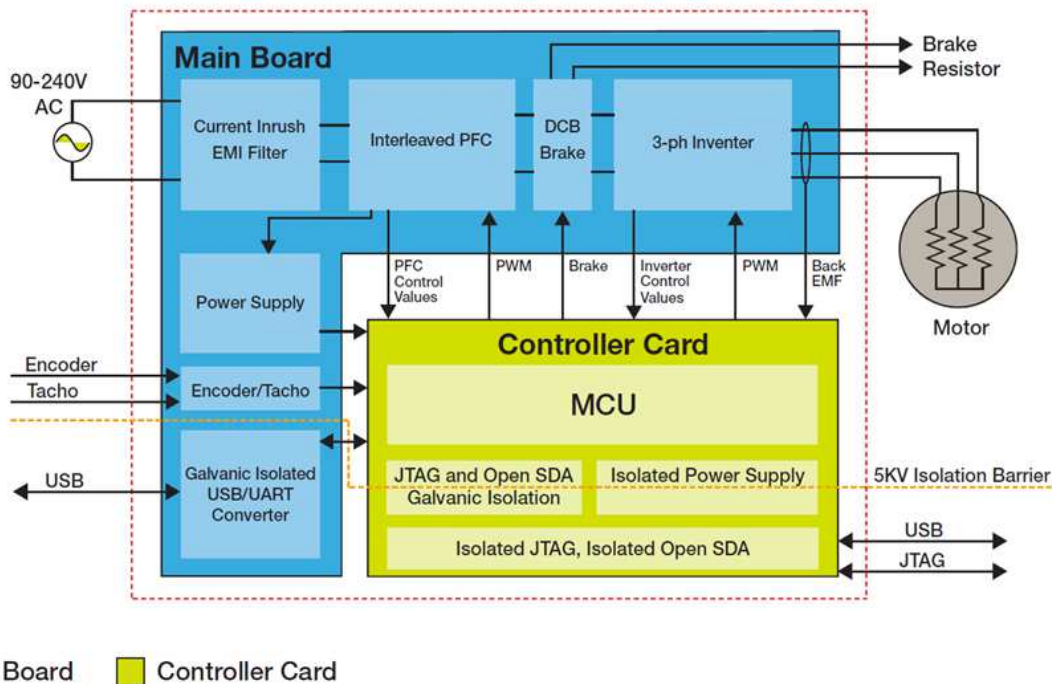 Main Board
90-240V
AC
Current Inrush
EMI Filter
Interleaved PFC
DCB
Brake
3-ph Inventer
Brake
Resistor
Motor
PFC
Control
Values
PWM
Brake
Inverter
Control
Values
PWM
Back
EMF
Power Supply
Encoder
Tacho
Encoder/Tacho
Controller Card
MCU
USB
Galvanic Isolated
USB/UART
Converter
JTAG and Open SDA
Galvanic Isolation
Isolated Power Supply
5KV Isolation Barrier
Isolated JTAG, Isolated Open SDA
USB
JTAG
Board
Controller Card